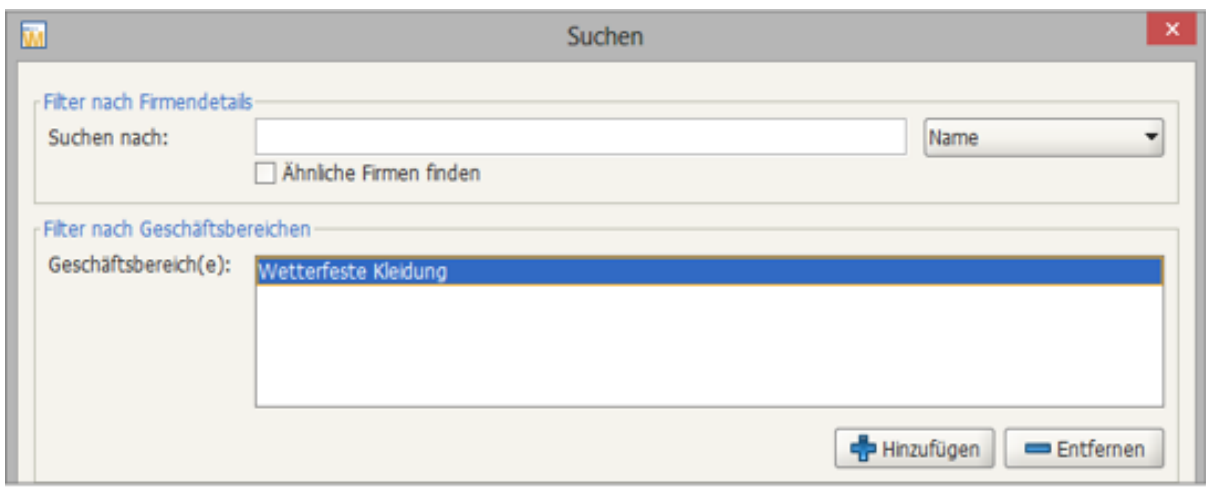 Suchen
Filter nach Firmendetails
Suchen nach: Name
Ähnliche Firmen finden
Filter nach Geschäftsbereichen
Geschäftsbereich(e): Wetterfeste Kleidung
Hinzufügen Entfernen